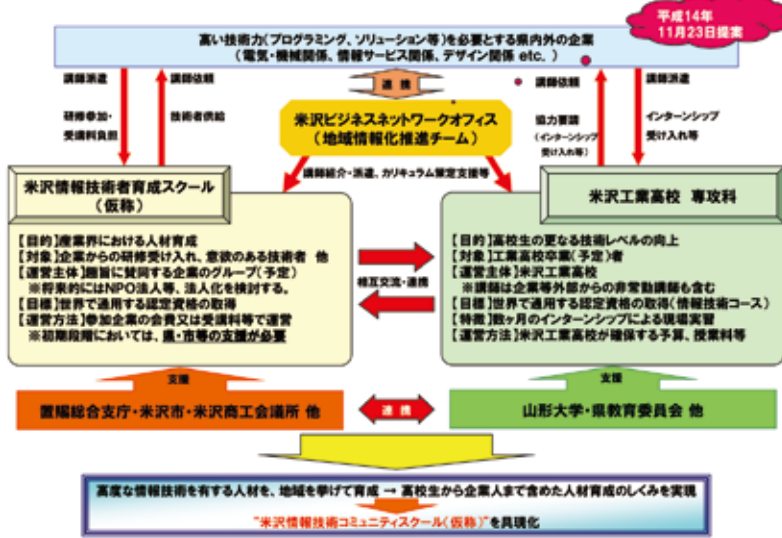 平成14年
11月23日提案
高い技術力(プログラミング、ソリューション等)を必要とする県内外の企業
(電気・機械関係、情報サービス関係、デザイン関係 etc. )
講師派遣
講師依頼
連 携
講師依頼
講師派遣
研修参加・
受講料負担
技術者供給
米沢ビジネスネットワークオフィス
(地域情報化推進チーム)
協力要請
(インターンシップ
受け入れ等)
インターンシップ
受け入れ等
講師紹介・派遣、カリキュラム策定支援等
米沢情報技術者育成スクール
(仮称)
米沢工業高校 専攻科
【目的】産業界における人材育成
【対象】企業からの研修受け入れ、意欲のある技術者 他
【運営主体】趣旨に賛同する企業のグループ(予定)
※将来的にはNPO法人等、法人化を検討する。
【目標】世界で通用する認定資格の取得
【運営方法】参加企業の会費又は受講料等で運営
※初期段階においては、県・市等の支援が必要
相互交流・連携
【目的】高校生の更なる技術レベルの向上
【対象】工業高校卒業(予定)者
【運営主体】米沢工業高校
※講師は企業等外部からの非常勤講師も含む
【目標】世界で通用する認定資格の取得(情報技術コース)
【特徴】数ヶ月のインターンシップによる現場実習
【運営方法】米沢工業高校が確保する予算、授業料等
支援
支援
置賜総合支庁・米沢市・米沢商工会議所 他
連 携
山形大学・県教育委員会 他
高度な情報技術を有する人材を、地域を挙げて育成 → 高校生から企業人まで含めた人材育成のしくみを実現
"米沢情報技術コミュニティスクール(仮称)"を具現化